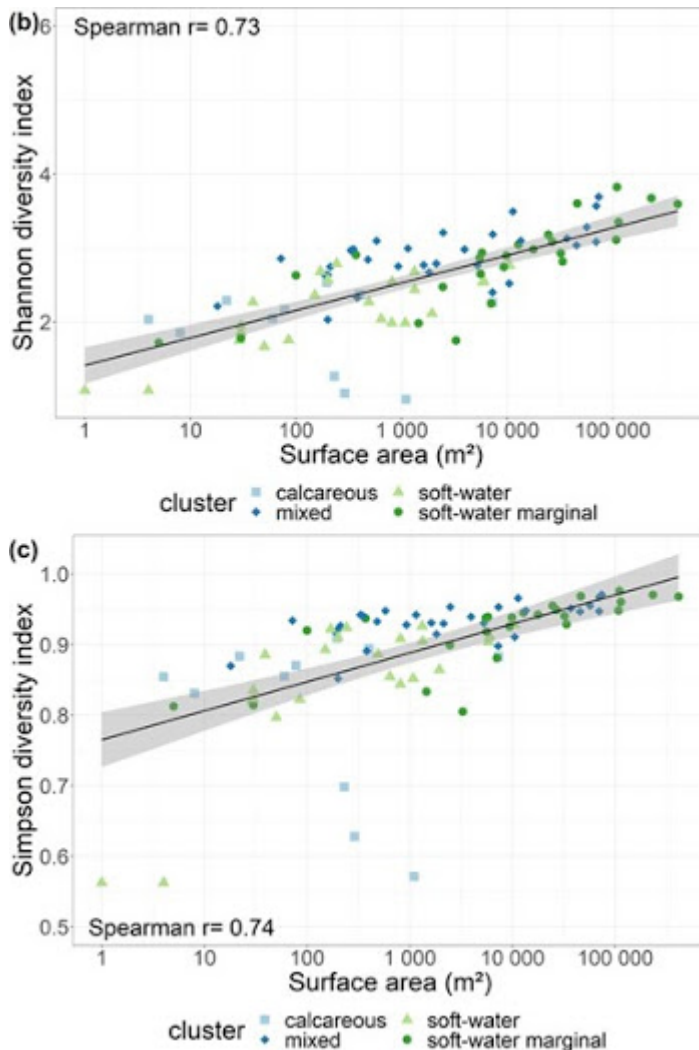 (b)
Spearman r= 0.73
6
4
2
Shannon diversity index
1 10 100 1 000 10 000 100 000
Surface area (m²)
cluster calcareous soft-water
mixed soft-water marginal
(c)
1.0
0.9
0.8
0.7
0.6
0.5
Simpson diversity index
Spearman r= 0.74
1 10 100 1 000 10 000 100 000
Surface area (m²)
cluster calcareous soft-water
mixed soft-water marginal